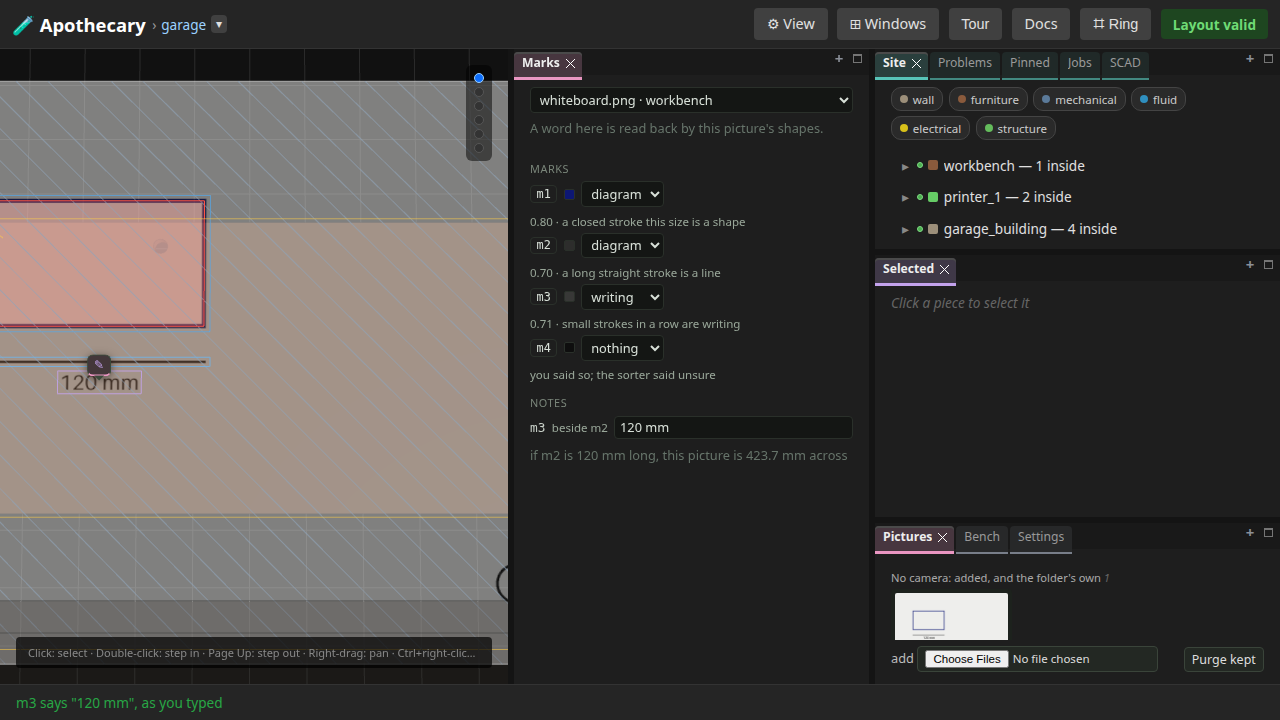 Apothecary › garage ▾
⚙ View
⊞ Windows
Tour
Docs
⌗ Ring
Layout valid
120 mm
Click: select · Double-click: step in · Page Up: step out · Right-drag: pan · Ctrl+right-clic…
Marks
whiteboard.png · workbench
A word here is read back by this picture's shapes.
MARKS
m1 diagram
0.80 · a closed stroke this size is a shape
m2 diagram
0.70 · a long straight stroke is a line
m3 writing
0.71 · small strokes in a row are writing
m4 nothing
you said so; the sorter said unsure
NOTES
m3 beside m2 120 mm
if m2 is 120 mm long, this picture is 423.7 mm across
Site Problems Pinned Jobs SCAD
wall furniture mechanical fluid
electrical structure
workbench — 1 inside
printer_1 — 2 inside
garage_building — 4 inside
Selected
Click a piece to select it
Pictures Bench Settings
No camera: added, and the folder's own 1
add Choose Files No file chosen Purge kept
m3 says "120 mm", as you typed